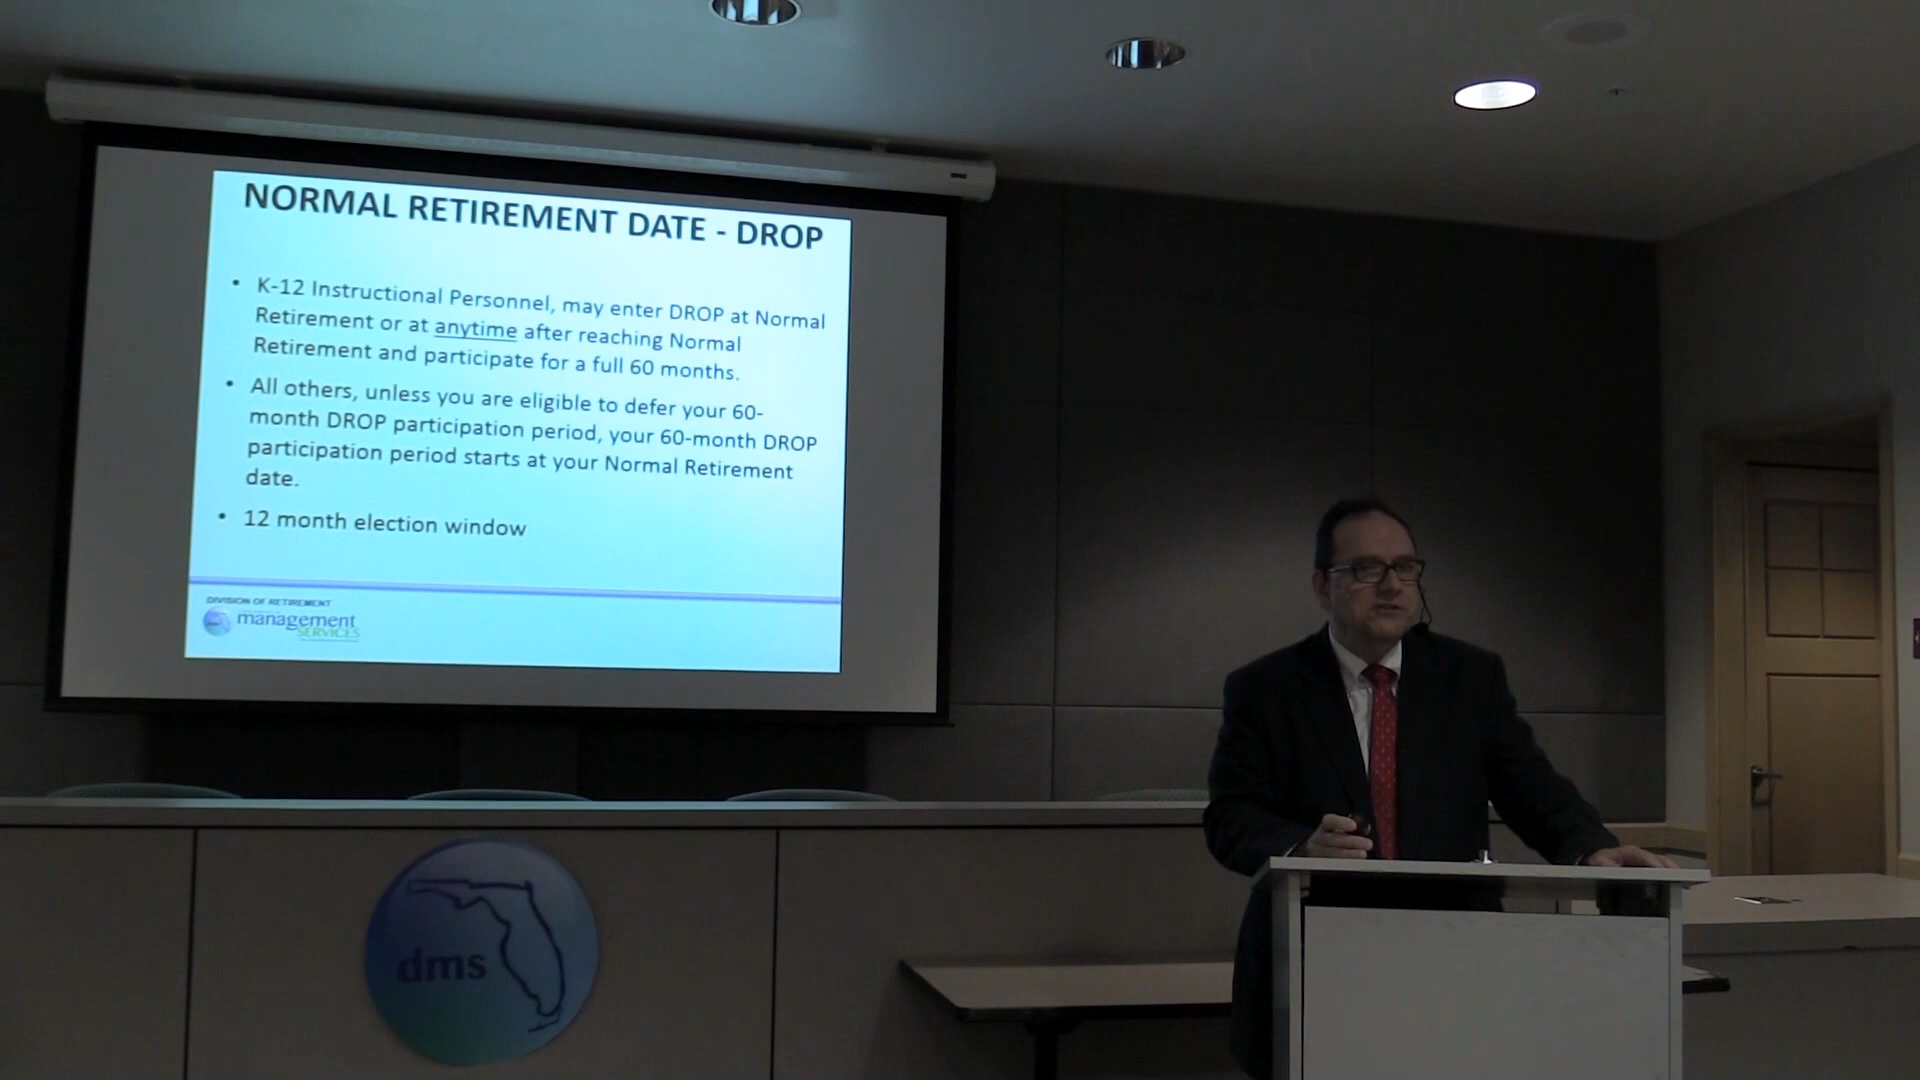 NORMAL RETIREMENT DATE - DROP
• K-12 Instructional Personnel, may enter DROP at Normal
Retirement or at anytime after reaching Normal
Retirement and participate for a full 60 months.
• All others, unless you are eligible to defer your 60-
month DROP participation period, your 60-month DROP
participation period starts at your Normal Retirement
date.
• 12 month election window
DIVISION OF RETIREMENT
management
SERVICES
dms